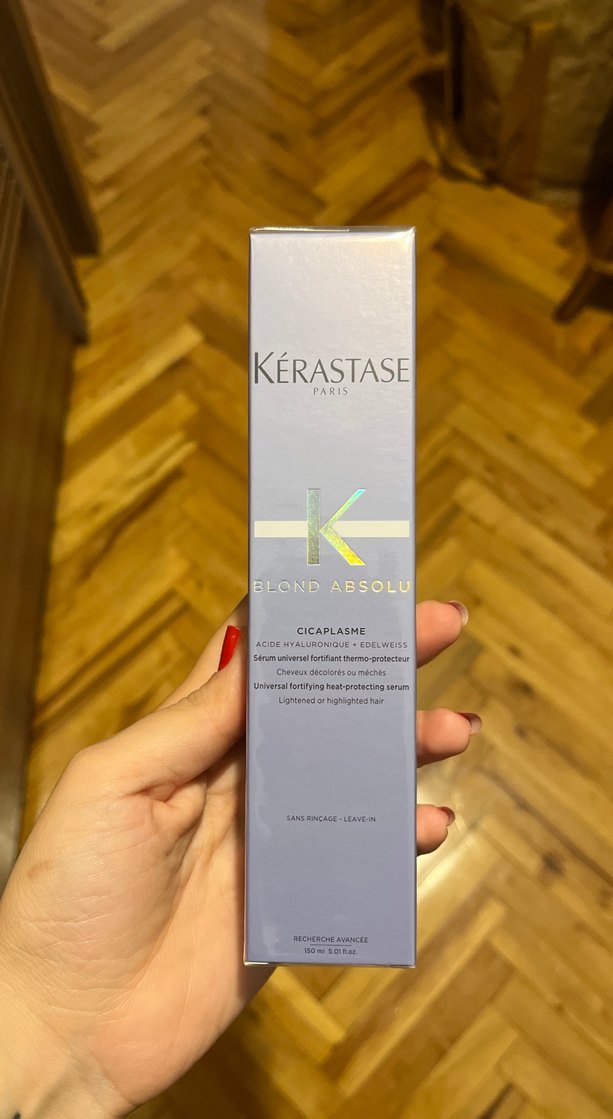 KÉRASTASE
PARIS
K
BLOND ABSOLU
CICAPLASME
ACIDE HYALURONIQUE + EDELWEISS
Sérum universel fortifiant thermo-protecteur
Cheveux décolorés ou méchés
Universal fortifying heat-protecting serum
Lightened or highlighted hair
SANS RINÇAGE - LEAVE-IN
RECHERCHE AVANCÉE
150 ml 5.01 fl.oz.